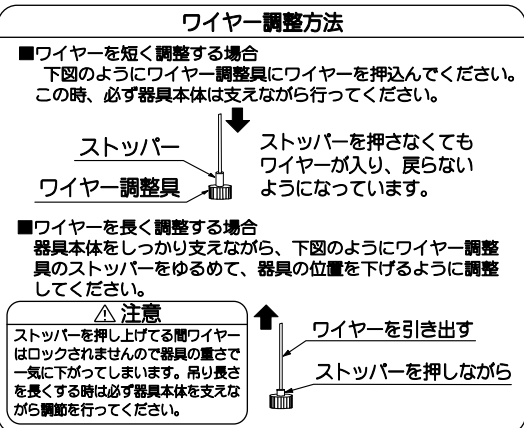 ワイヤー調整方法
■ワイヤーを短く調整する場合
下図のようにワイヤー調整具にワイヤーを押込んでください。
この時、必ず器具本体は支えながら行ってください。
ストッパー
ワイヤー調整具
ストッパーを押さなくても
ワイヤーが入り、戻らない
ようになっています。
■ワイヤーを長く調整する場合
器具本体をしっかり支えながら、下図のようにワイヤー調整
具のストッパーをゆるめて、器具の位置を下げるように調整
してください。
⚠注意
ストッパーを押し上げてる間ワイヤー
はロックされませんので器具の重さで
一気に下がってしまいます。吊り長さ
を長くする時は必ず器具本体を支えな
がら調節を行ってください。
ワイヤーを引き出す
ストッパーを押しながら